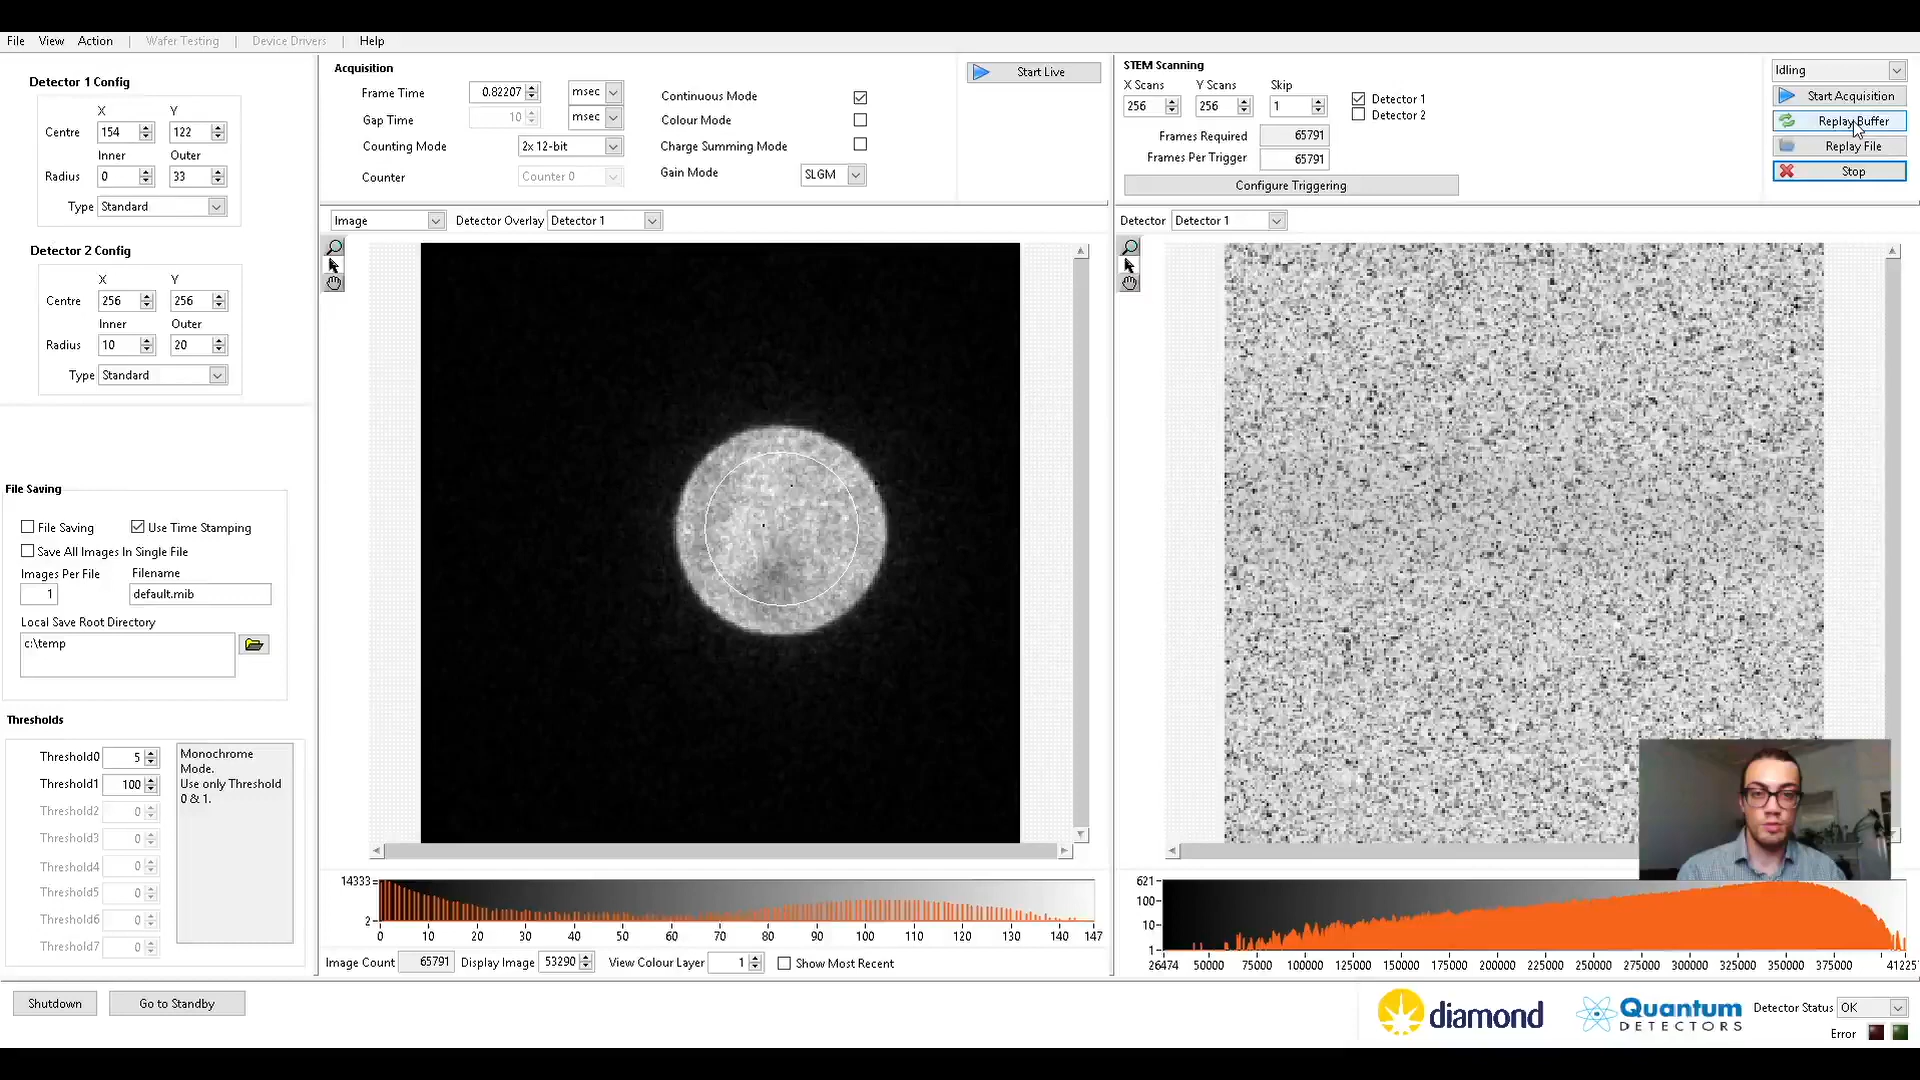 File View Action | Wafer Testing | Device Drivers | Help
Detector 1 Config
X Y
Centre 154 122
Inner Outer
Radius 0 33
Type Standard
Detector 2 Config
X Y
Centre 256 256
Inner Outer
Radius 10 20
Type Standard
File Saving
File Saving Use Time Stamping
Save All Images In Single File
Images Per File Filename
1 default.mib
Local Save Root Directory
c:\temp
Thresholds
Threshold0 5
Threshold1 100
Threshold2 0
Threshold3 0
Threshold4 0
Threshold5 0
Threshold6 0
Threshold7 0
Monochrome
Mode.
Use only Threshold
0 & 1.
Shutdown Go to Standby
Acquisition
Frame Time 0.82207 msec
Gap Time 10 msec
Counting Mode 2x 12-bit
Counter Counter 0
Continuous Mode
Colour Mode
Charge Summing Mode
Gain Mode SLGM
Start Live
Image Detector Overlay Detector 1
14333
2
0 10 20 30 40 50 60 70 80 90 100 110 120 130 147
Image Count 65791 Display Image 53290 View Colour Layer 1 Show Most Recent
STEM Scanning
X Scans Y Scans Skip
256 256 1
Detector 1
Detector 2
Frames Required 65791
Frames Per Trigger 65791
Configure Triggering
Idling
Start Acquisition
Replay Buffer
Replay File
Stop
Detector Detector 1
621
100
10
1
26474 50000 75000 100000 125000 150000 175000 200000 225000 250000 275000 300000 325000 350000 375000 41225
diamond
Quantum
DETECTORS
Detector Status OK
Error